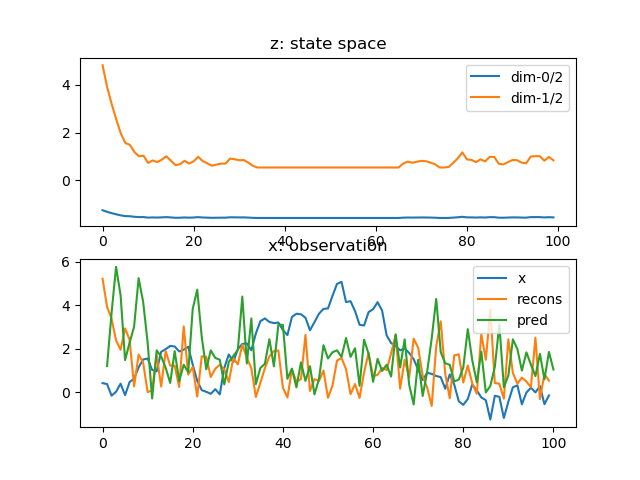 z: state space
4
2
0
dim-0/2
dim-1/2
0 20 40 60 80 100
x: observation
6
4
2
0
x
recons
pred
0 20 40 60 80 100